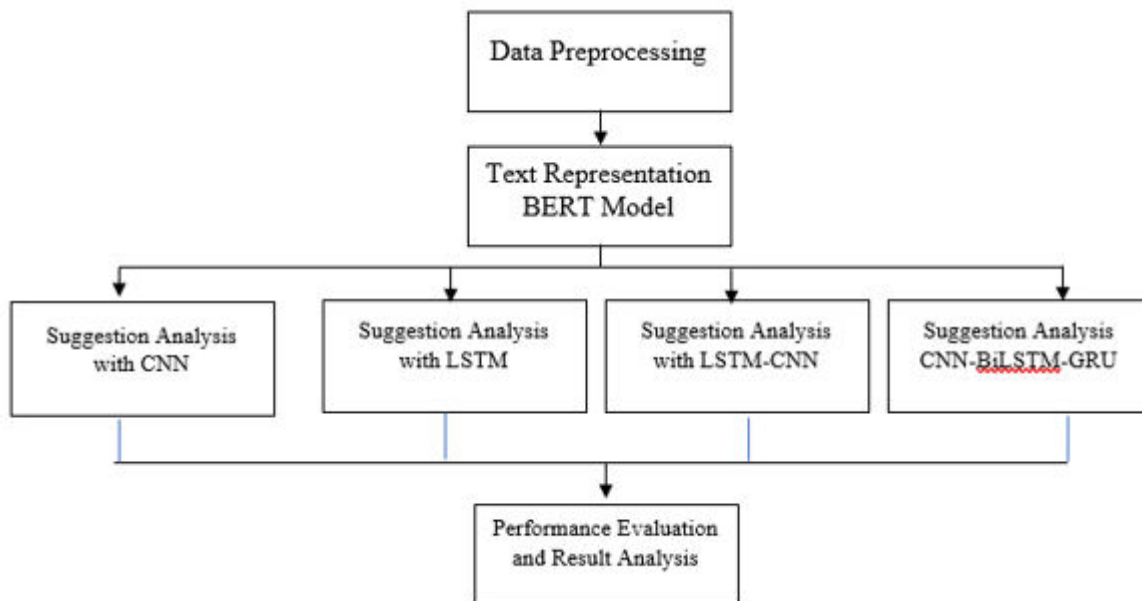 Data Preprocessing
Text Representation
BERT Model
Suggestion Analysis
with CNN
Suggestion Analysis
with LSTM
Suggestion Analysis
with LSTM-CNN
Suggestion Analysis
CNN-BiLSTM-GRU
Performance Evaluation
and Result Analysis